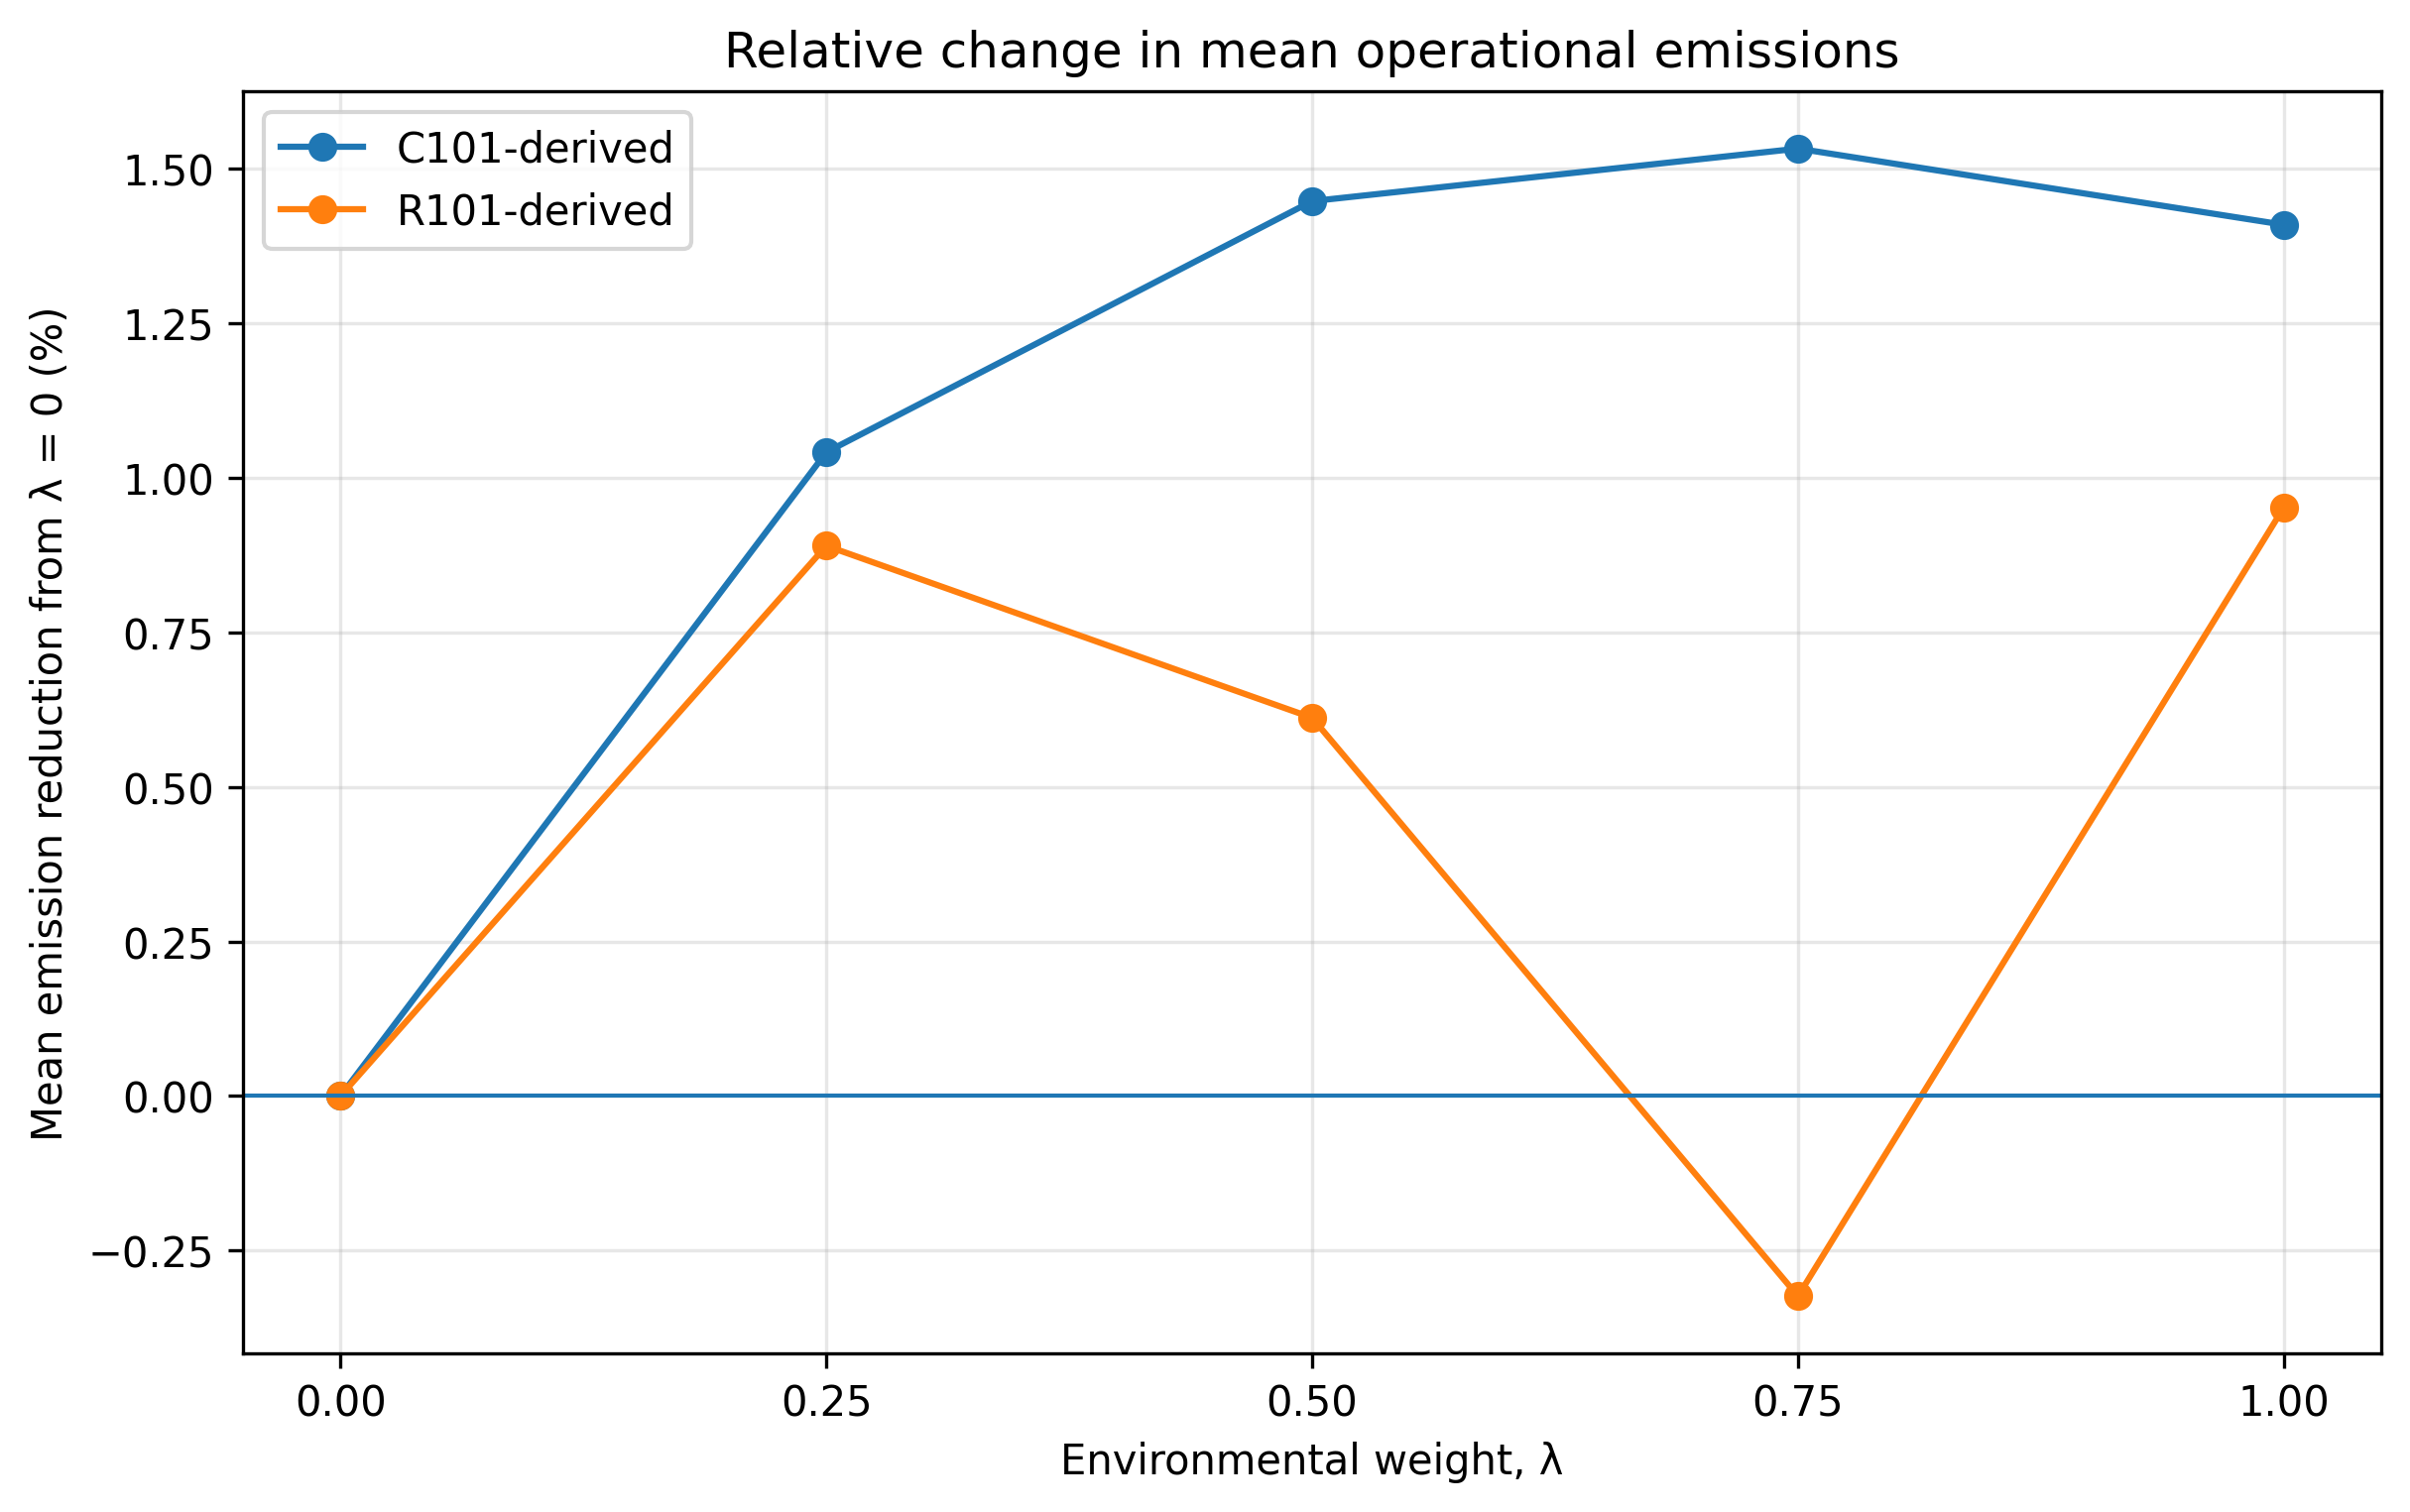 Relative change in mean operational emissions
C101-derived
R101-derived
Mean emission reduction from λ = 0 (%)
1.50
1.25
1.00
0.75
0.50
0.25
0.00
−0.25
0.00 0.25 0.50 0.75 1.00
Environmental weight, λ